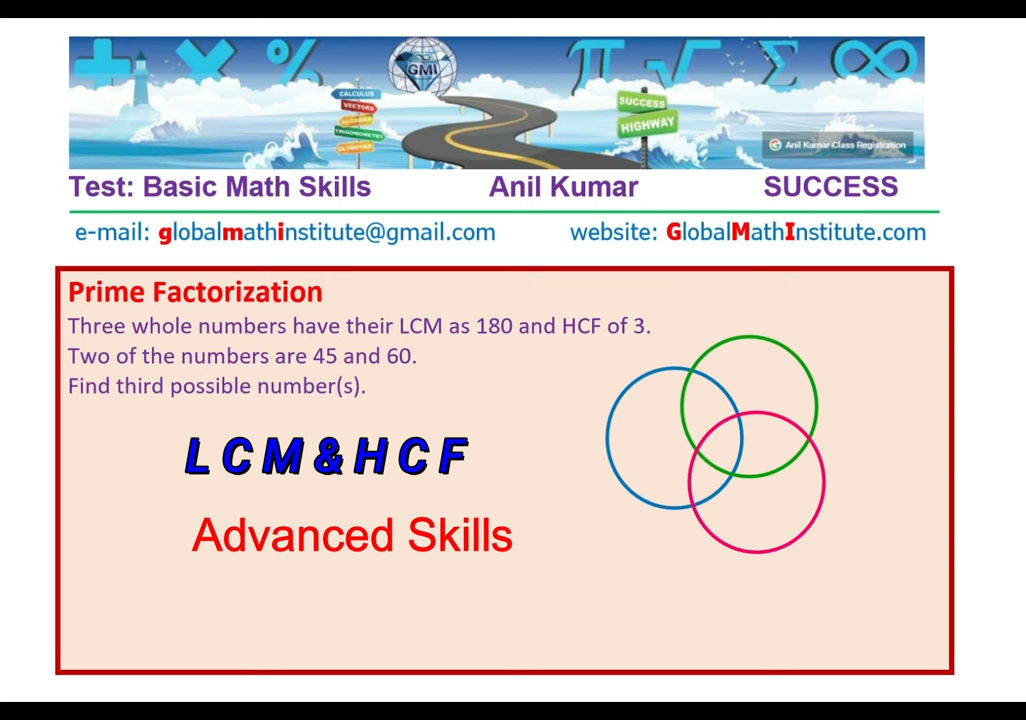 GMI
CALCULUS
VECTORS
ALGEBRA
TRIGONOMETRY
OLYMPIAD
SUCCESS
HIGHWAY
G Anil Kumar Class Registration
Test: Basic Math Skills Anil Kumar SUCCESS
e-mail: globalmathinstitute@gmail.com website: GlobalMathInstitute.com
Prime Factorization
Three whole numbers have their LCM as 180 and HCF of 3.
Two of the numbers are 45 and 60.
Find third possible number(s).
LCM&HCF
Advanced Skills